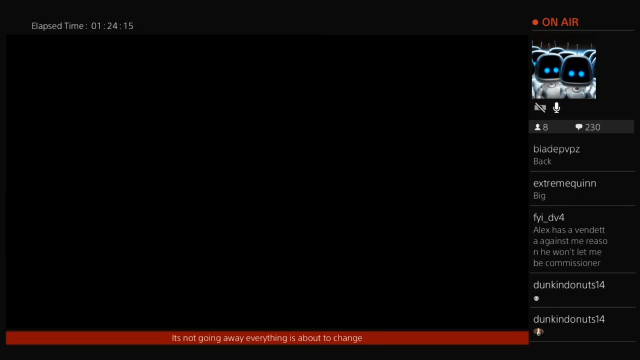 Elapsed Time : 01:24:15
ON AIR
8 230
bladepvpz
Back
extremequinn
Big
fyi_dv4
Alex has a vendett
a against me reaso
n he won't let me
be commissioner
dunkindonuts14
dunkindonuts14
Its not going away everything is about to change